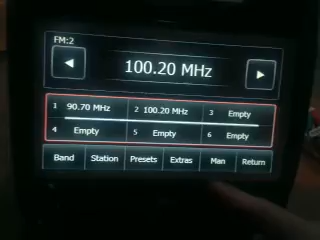 FM:2
100.20 MHz
1 90.70 MHz 2 100.20 MHz 3 Empty
4 Empty 5 Empty 6 Empty
Band Station Presets Extras Man Return